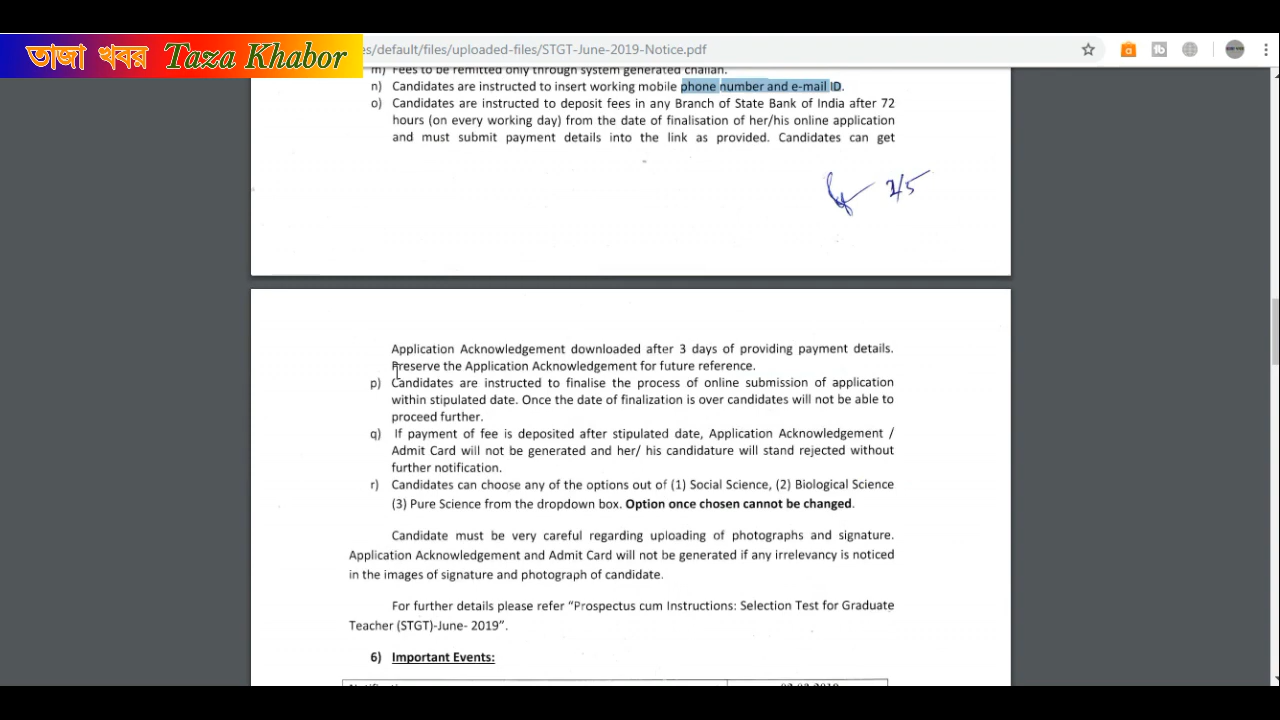 তাজা খবর Taza Khabor
es/default/files/uploaded-files/STGT-June-2019-Notice.pdf
m) Fees to be remitted only through system generated challan.
n) Candidates are instructed to insert working mobile phone number and e-mail ID.
o) Candidates are instructed to deposit fees in any Branch of State Bank of India after 72
hours (on every working day) from the date of finalisation of her/his online application
and must submit payment details into the link as provided. Candidates can get
Application Acknowledgement downloaded after 3 days of providing payment details.
Preserve the Application Acknowledgement for future reference.
p) Candidates are instructed to finalise the process of online submission of application
within stipulated date. Once the date of finalization is over candidates will not be able to
proceed further.
q) If payment of fee is deposited after stipulated date, Application Acknowledgement /
Admit Card will not be generated and her/ his candidature will stand rejected without
further notification.
r) Candidates can choose any of the options out of (1) Social Science, (2) Biological Science
(3) Pure Science from the dropdown box. Option once chosen cannot be changed.
Candidate must be very careful regarding uploading of photographs and signature.
Application Acknowledgement and Admit Card will not be generated if any irrelevancy is noticed
in the images of signature and photograph of candidate.
For further details please refer “Prospectus cum Instructions: Selection Test for Graduate
Teacher (STGT)-June- 2019”.
6) Important Events: